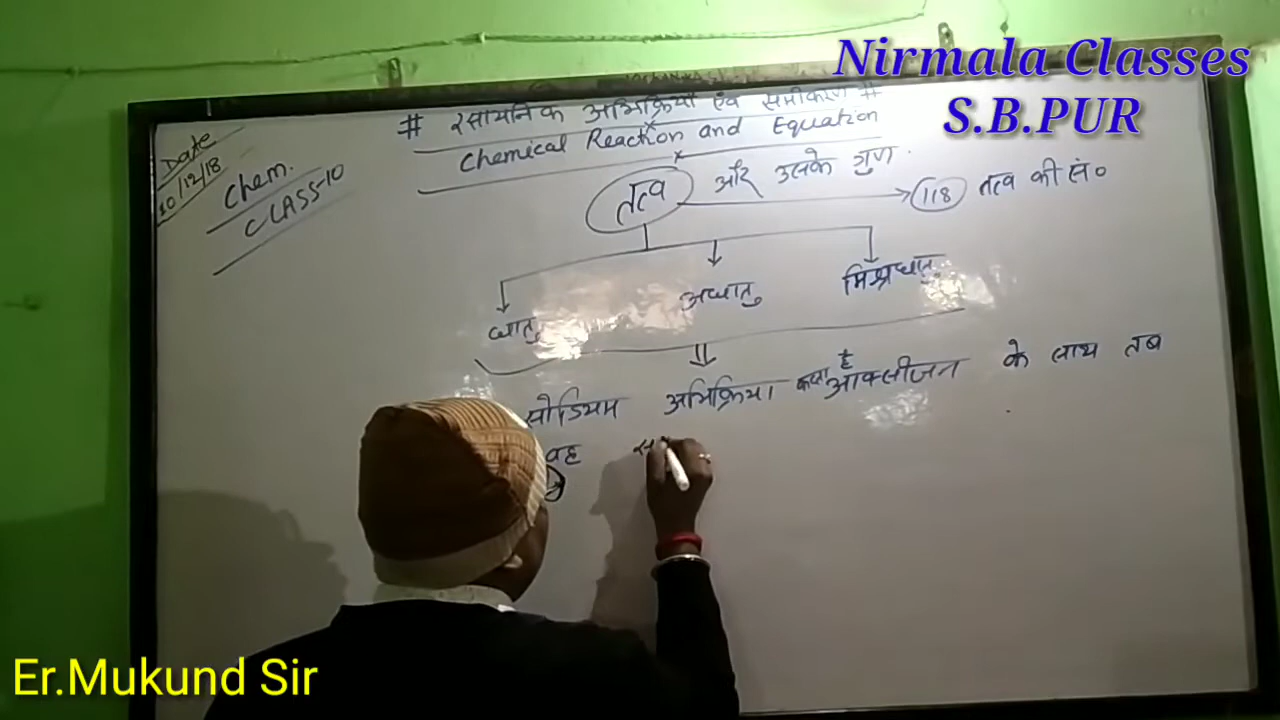 Nirmala Classes
S.B.PUR
# रसायनिक अभिक्रिया एवं समीकरण #
Chemical Reaction and Equation
Date
10/12/18
Chem.
CLASS-10
तत्व और उसके गुण. → 118 तत्व की सं०
धातु अधातु मिश्रधातु
सोडियम अभिक्रिया करता है आक्सीजन के साथ तब
वह
Er.Mukund Sir